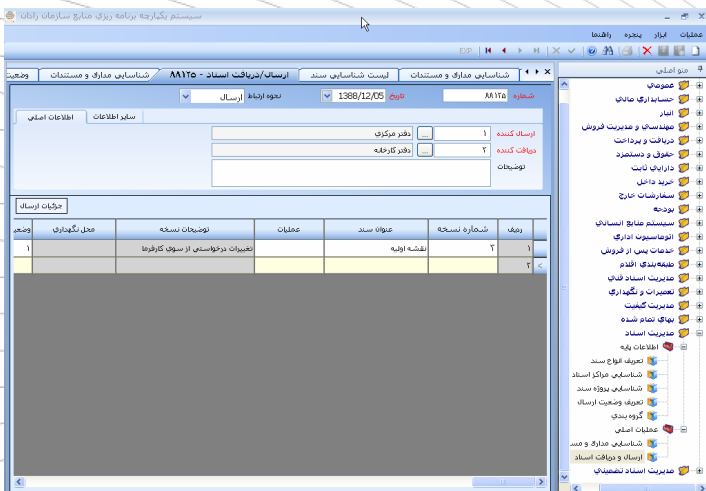 سیستم یکپارچه برنامه ریزی منابع سازمان رادان
عملیات ابزار پنجره راهنما
EXP
منو اصلی
شناسایی مدارک و مستندات لیست شناسایی سند ارسال/دریافت اسناد - ۸۸۱۲۵ شناسایی مدارک و مستندات وضعیت
شماره ۸۸۱۲۵ تاریخ 1388/12/05 نحوه ارتباط ارسال
اطلاعات اصلی سایر اطلاعات
ارسال کننده ۱ ... دفتر مرکزی
دریافت کننده ۲ ... دفتر کارخانه
توضیحات
جزئیات ارسال
ردیف شماره نسخه عنوان سند عملیات توضیحات نسخه محل نگهداری وضعی
۱ ۲ نقشه اولیه تغییرات درخواستی از سوی کارفرما ۱
۲
عمومی
حسابداری مالی
انبار
مهندسی و مدیریت فروش
دریافت و پرداخت
حقوق و دستمزد
دارایی ثابت
خرید داخل
سفارشات خارج
بودجه
سیستم منابع انسانی
اتوماسیون اداری
خدمات پس از فروش
طبقه‌بندی اقلام
مدیریت اسناد فنی
تعمیرات و نگهداری
مدیریت کیفیت
بهای تمام شده
مدیریت اسناد
اطلاعات پایه
تعریف انواع سند
شناسایی مراکز اسناد
شناسایی پروژه سند
تعریف وضعیت ارسال
گروه بندی
عملیات اصلی
شناسایی مدارک و مس
ارسال و دریافت اسناد
مدیریت اسناد تضمینی